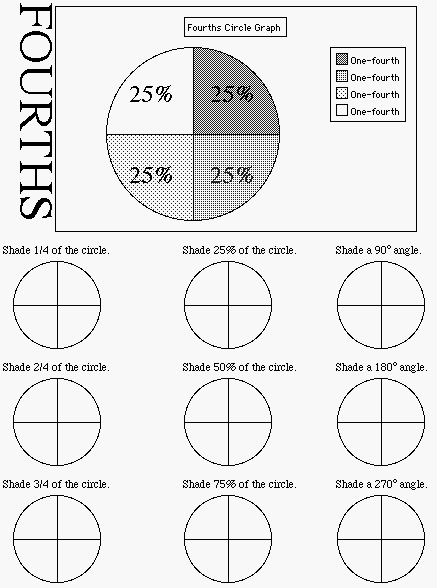 FOURTHS
Fourths Circle Graph
25% 25%
25% 25%
One-fourth
One-fourth
One-fourth
One-fourth
Shade 1/4 of the circle. Shade 25% of the circle. Shade a 90° angle.
Shade 2/4 of the circle. Shade 50% of the circle. Shade a 180° angle.
Shade 3/4 of the circle. Shade 75% of the circle. Shade a 270° angle.